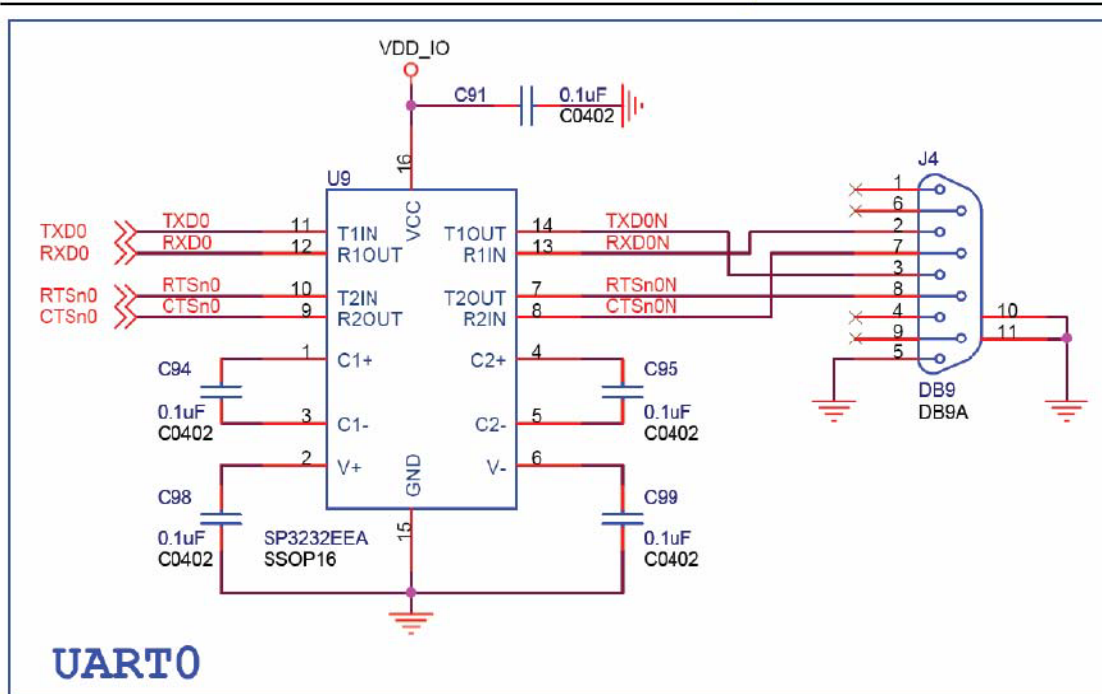 VDD_IO
C91
0.1uF
C0402
16
U9
VCC
J4
TXD0
TXD0
11
T1IN
T1OUT
14
TXD0N
RXD0
RXD0
12
R1OUT
R1IN
13
RXD0N
RTSn0
RTSn0
10
T2IN
T2OUT
7
RTSn0N
CTSn0
CTSn0
9
R2OUT
R2IN
8
CTSn0N
1
6
2
7
3
8
4
9
5
10
11
DB9
DB9A
1
C1+
C2+
4
C94
0.1uF
C0402
C95
0.1uF
C0402
3
C1-
C2-
5
2
V+
V-
6
GND
15
C98
0.1uF
C0402
SP3232EEA
SSOP16
C99
0.1uF
C0402
UART0